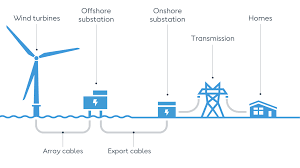 Wind turbines
Offshore
substation
Onshore
substation
Transmission
Homes
Array cables
Export cables